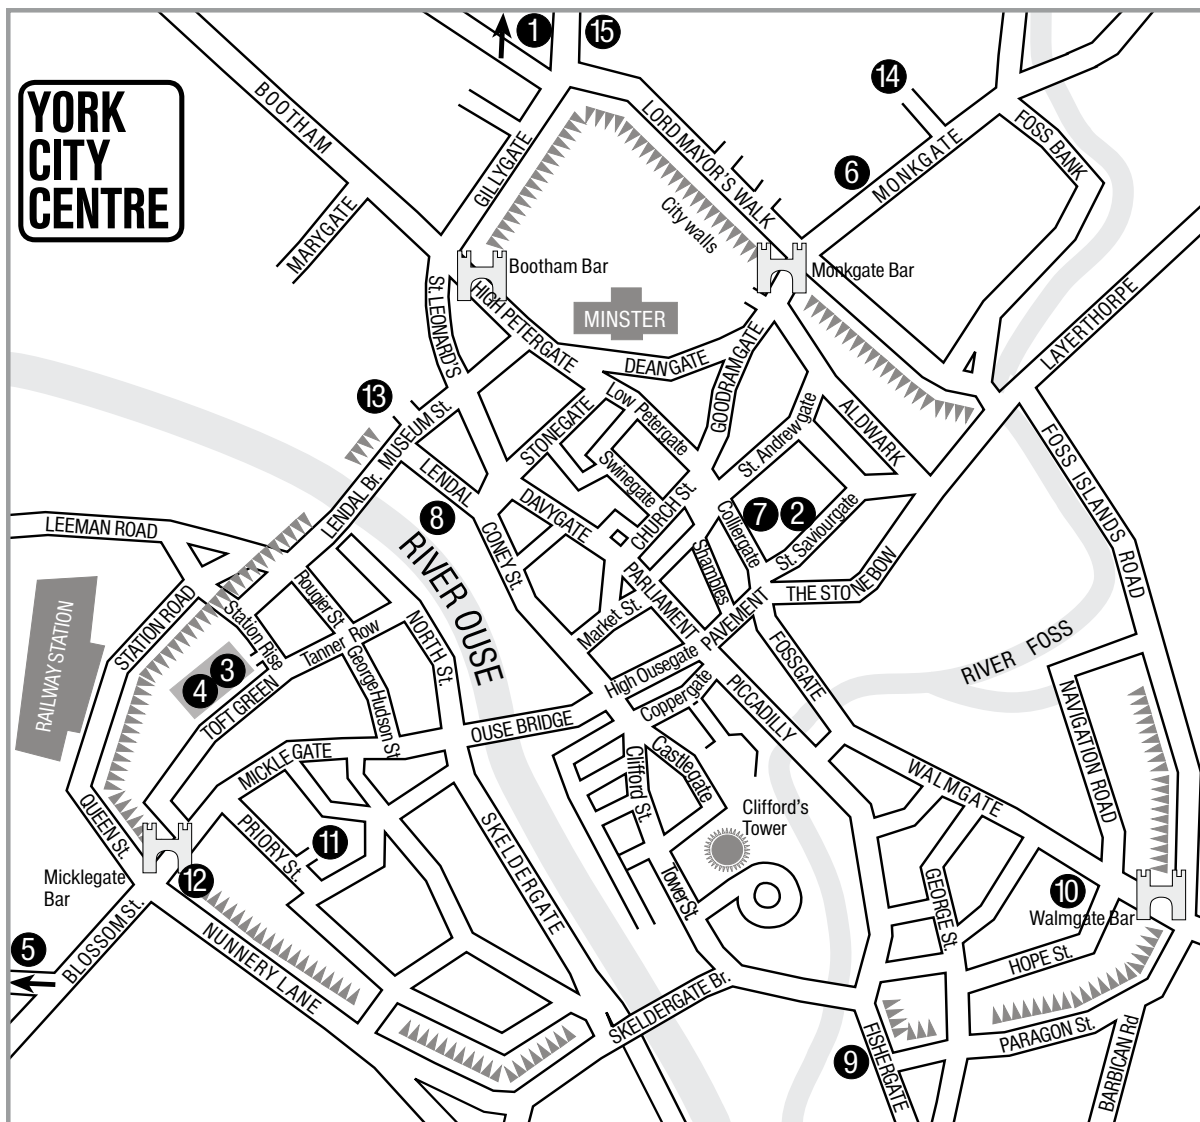 YORK
CITY
CENTRE
1
15
14
BOOTHAM
GILLYGATE
LORD MAYOR'S WALK
6
MONKGATE
FOSS BANK
MARYGATE
City walls
Bootham Bar
Monkgate Bar
St. LEONARD'S
HIGH PETERGATE
MINSTER
DEANGATE
GOODRAMGATE
LAYERTHORPE
13
MUSEUM St.
STONEGATE
Low Petergate
St. Andrewgate
ALDWARK
FOSS ISLANDS ROAD
LENDAL Br.
LENDAL
Swinegate
CHURCH St.
DAVYGATE
8
CONEY St.
7
2
Colliergate
St. Saviourgate
LEEMAN ROAD
RIVER OUSE
Shambles
THE STONEBOW
Rougier St.
PARLIAMENT
PAVEMENT
Market St.
STATION ROAD
Station Rise
Tanner Row
NORTH St.
High Ousegate
FOSSGATE
RIVER FOSS
RAILWAY STATION
3
4
TOFT GREEN
George Hudson St
Coppergate
PICCADILLY
NAVIGATION ROAD
OUSE BRIDGE
MICKLEGATE
Clifford St.
Castlegate
WALMGATE
QUEEN St.
PRIORY St.
11
SKELDERGATE
Clifford's
Tower
Micklegate
Bar
12
Tower St.
GEORGE St.
10
Walmgate Bar
5
BLOSSOM St.
NUNNERY LANE
HOPE St.
SKELDERGATE Br.
PARAGON St.
9
FISHERGATE
BARBICAN Rd